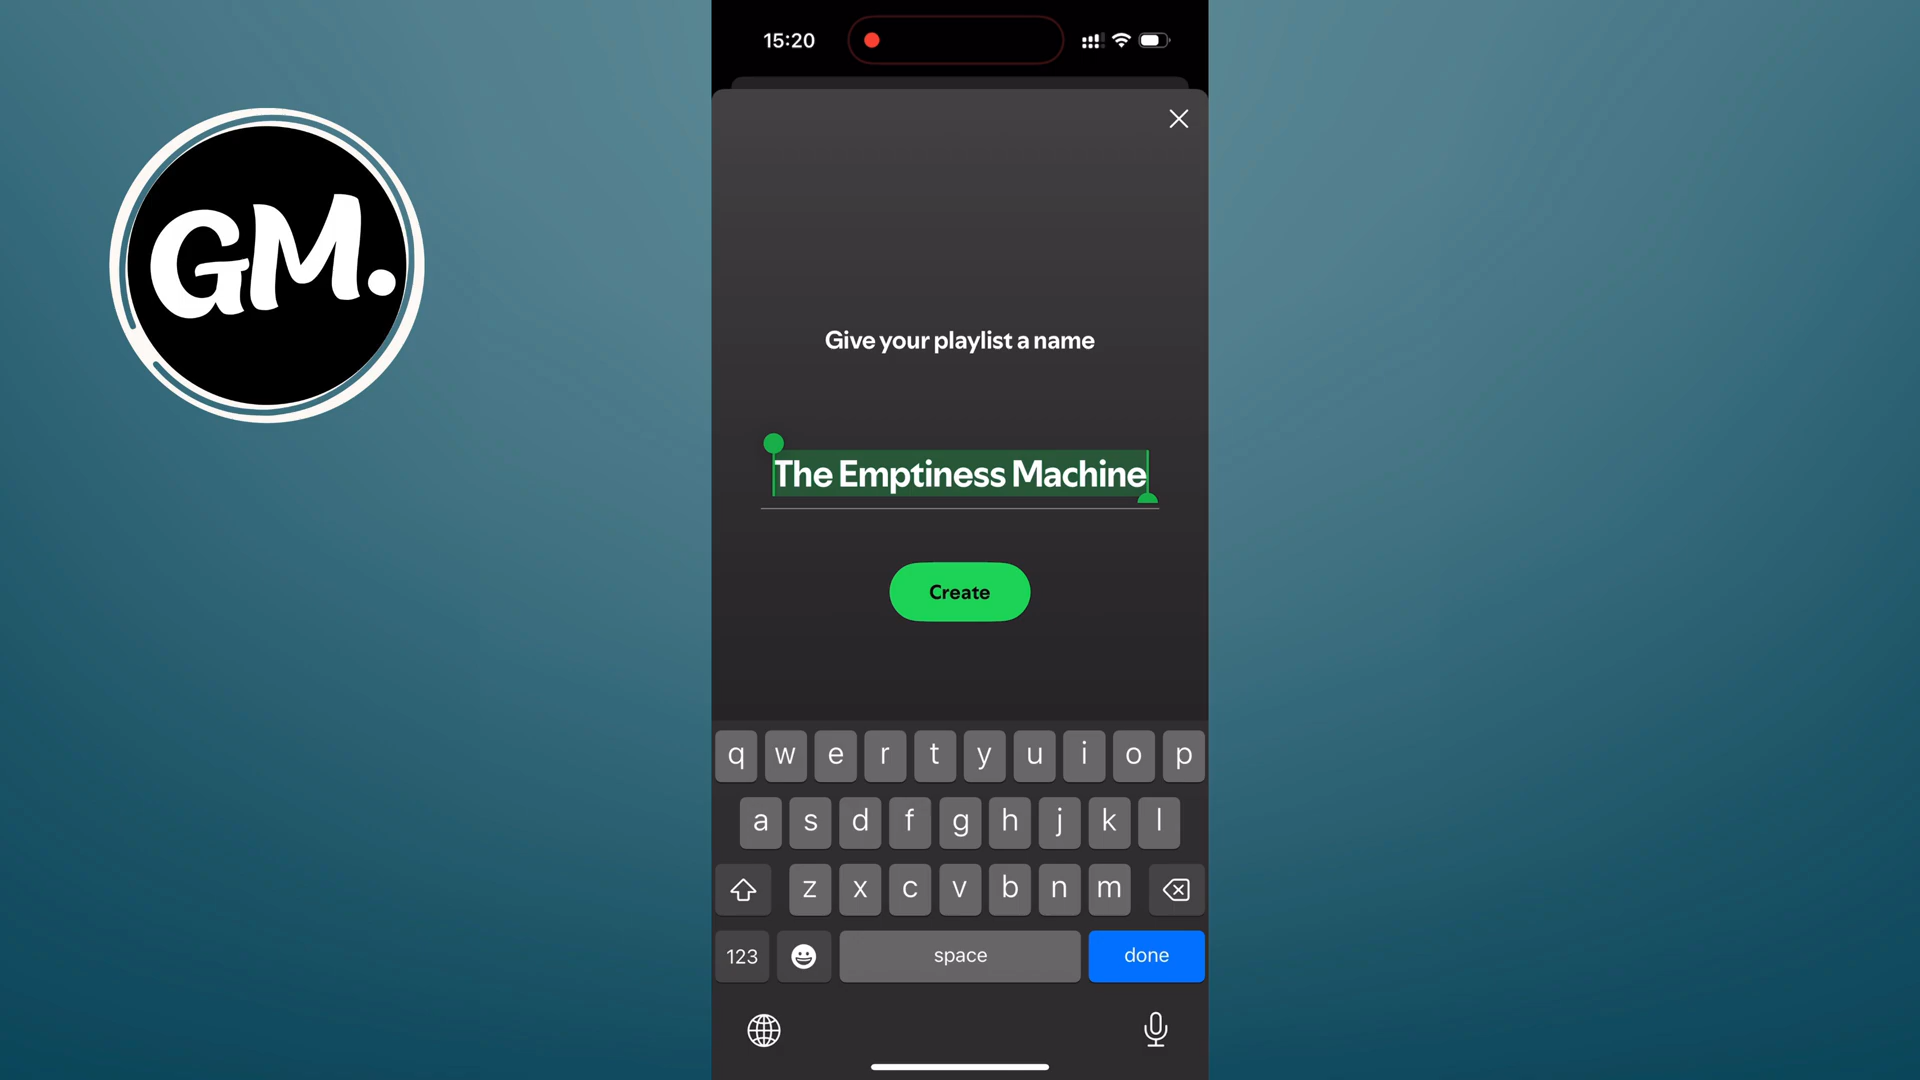 15:20
GM.
Give your playlist a name
The Emptiness Machine
Create
q w e r t y u i o p
a s d f g h j k l
z x c v b n m
123 space done